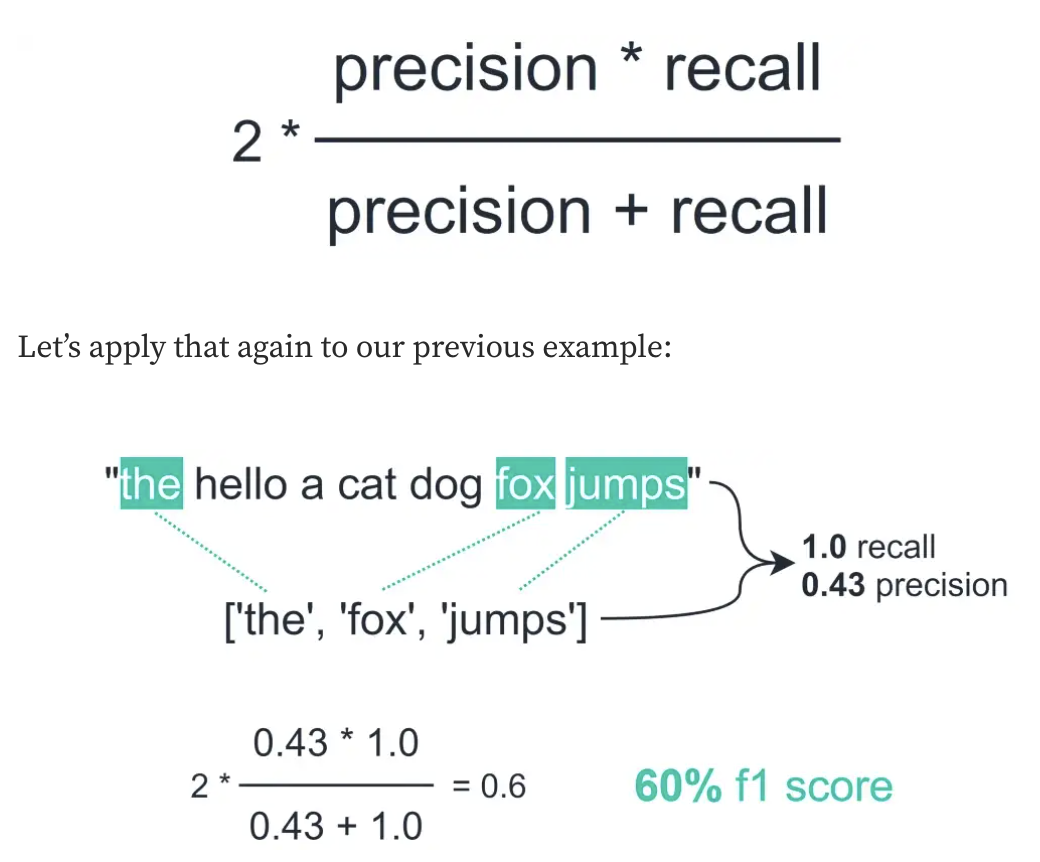 precision * recall
2 *
precision + recall
Let’s apply that again to our previous example:
"the hello a cat dog fox jumps"
1.0 recall
0.43 precision
['the', 'fox', 'jumps']
0.43 * 1.0
2 * = 0.6 60% f1 score
0.43 + 1.0